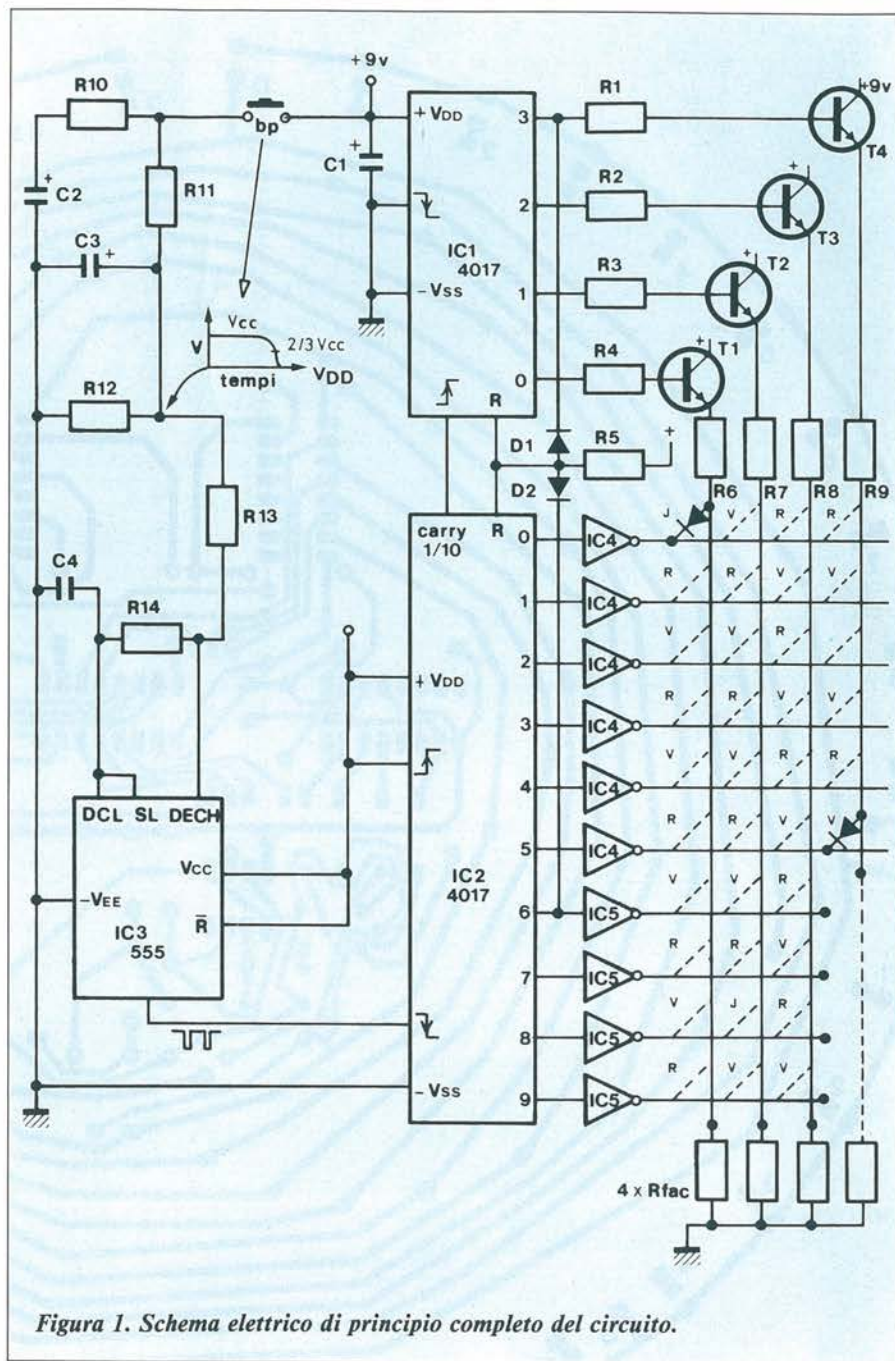 +9v
R10
bp
+ VDD
3
R1
+9v
T4
C1
+
C2
+
R11
2
R2
+
T3
C3
+
IC1
4017
- VSS
1
R3
+
T2
Vcc
V
2/3 Vcc
tempi
VDD
0
R4
+
T1
R12
R
D1
R5
+
D2
R13
R6
R7
R8
R9
carry
1/10
R
0
IC4
J
V
R
R
C4
R14
1
IC4
R
R
V
V
2
IC4
V
V
R
R
+ VDD
3
IC4
R
R
V
V
4
IC4
V
V
R
R
DCL
SL
DECH
Vcc
IC2
4017
5
IC4
R
R
V
V
-VEE
R
IC3
555
6
IC5
V
V
R
7
IC5
R
R
V
8
IC5
V
J
R
- VSS
9
IC5
R
V
V
4 x Rfac
Figura 1. Schema elettrico di principio completo del circuito.